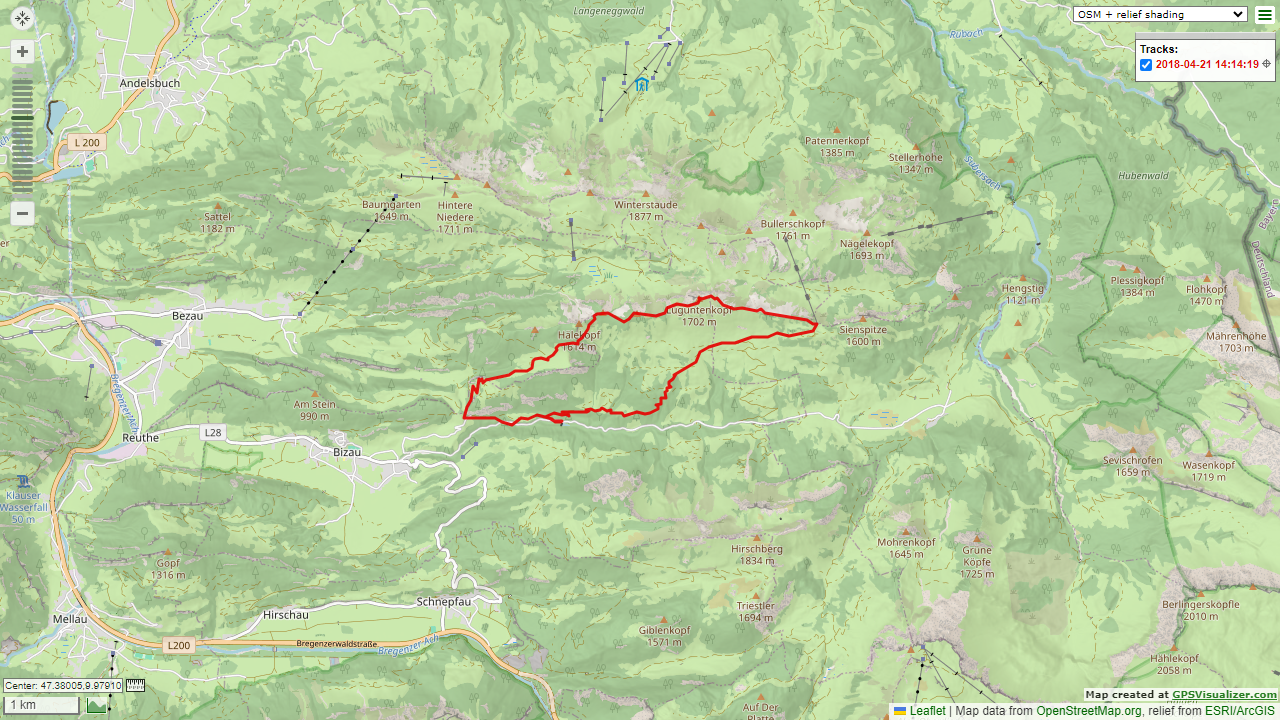 Langeneggwald
OSM + relief shading
Rubach
Tracks:
2018-04-21 14:14:19
Andelsbuch
L 200
Patennerkopf
1385 m
Stellerhöhe
1347 m
Subersach
Hubenwald
Bayern
Deutschland
Baumgarten
1649 m
Hintere
Niedere
1711 m
Winterstaude
1877 m
Sattel
1182 m
Bullerschkopf
1761 m
Nägelekopf
1693 m
Hengstig
1121 m
Plessigkopf
1384 m
Flohkopf
1470 m
Bezau
Luguntenkopf
1702 m
Halekopf
1614 m
Sienspitze
1600 m
Mährenhöhe
1703 m
Bregenzer Ach
Am Stein
990 m
Reuthe
L28
Bizau
Sevischrofen
1659 m
Wasenkopf
1719 m
Klauser
Wasserfall
50 m
Gopf
1316 m
Hirschberg
1834 m
Mohrenkopf
1645 m
Grüne
Köpfe
1725 m
Mellau
Hirschau
Schnepfau
Triestler
1694 m
Berlingersköpfle
2010 m
Giblenkopf
1571 m
L200
Bregenzerwaldstraße
Bregenzer Ach
Hählekopf
2058 m
Auf Der
Platte
Center: 47.38005,9.97910
1 km
Map created at GPSVisualizer.com
Leaflet | Map data from OpenStreetMap.org, relief from ESRI/ArcGIS